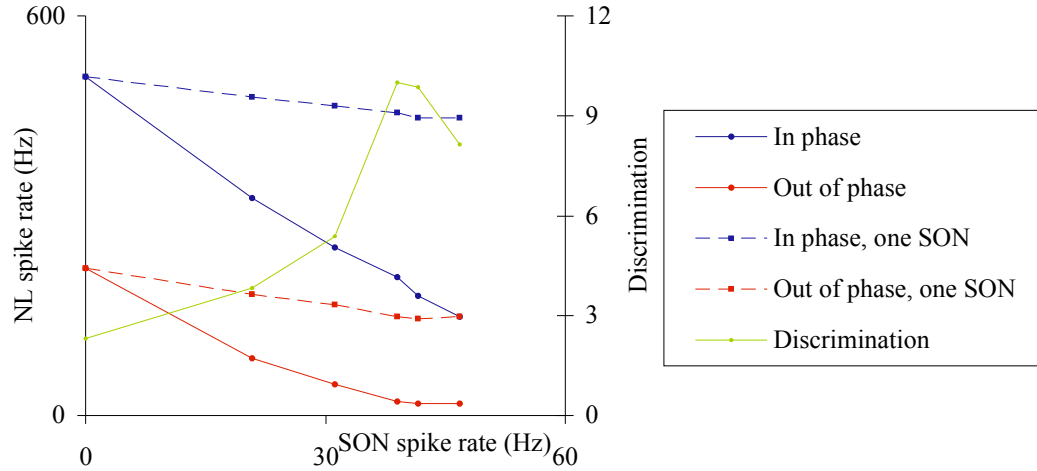 600
0
NL spike rate (Hz)
0
30
60
SON spike rate (Hz)
12
9
6
3
0
Discrimination
In phase
Out of phase
In phase, one SON
Out of phase, one SON
Discrimination